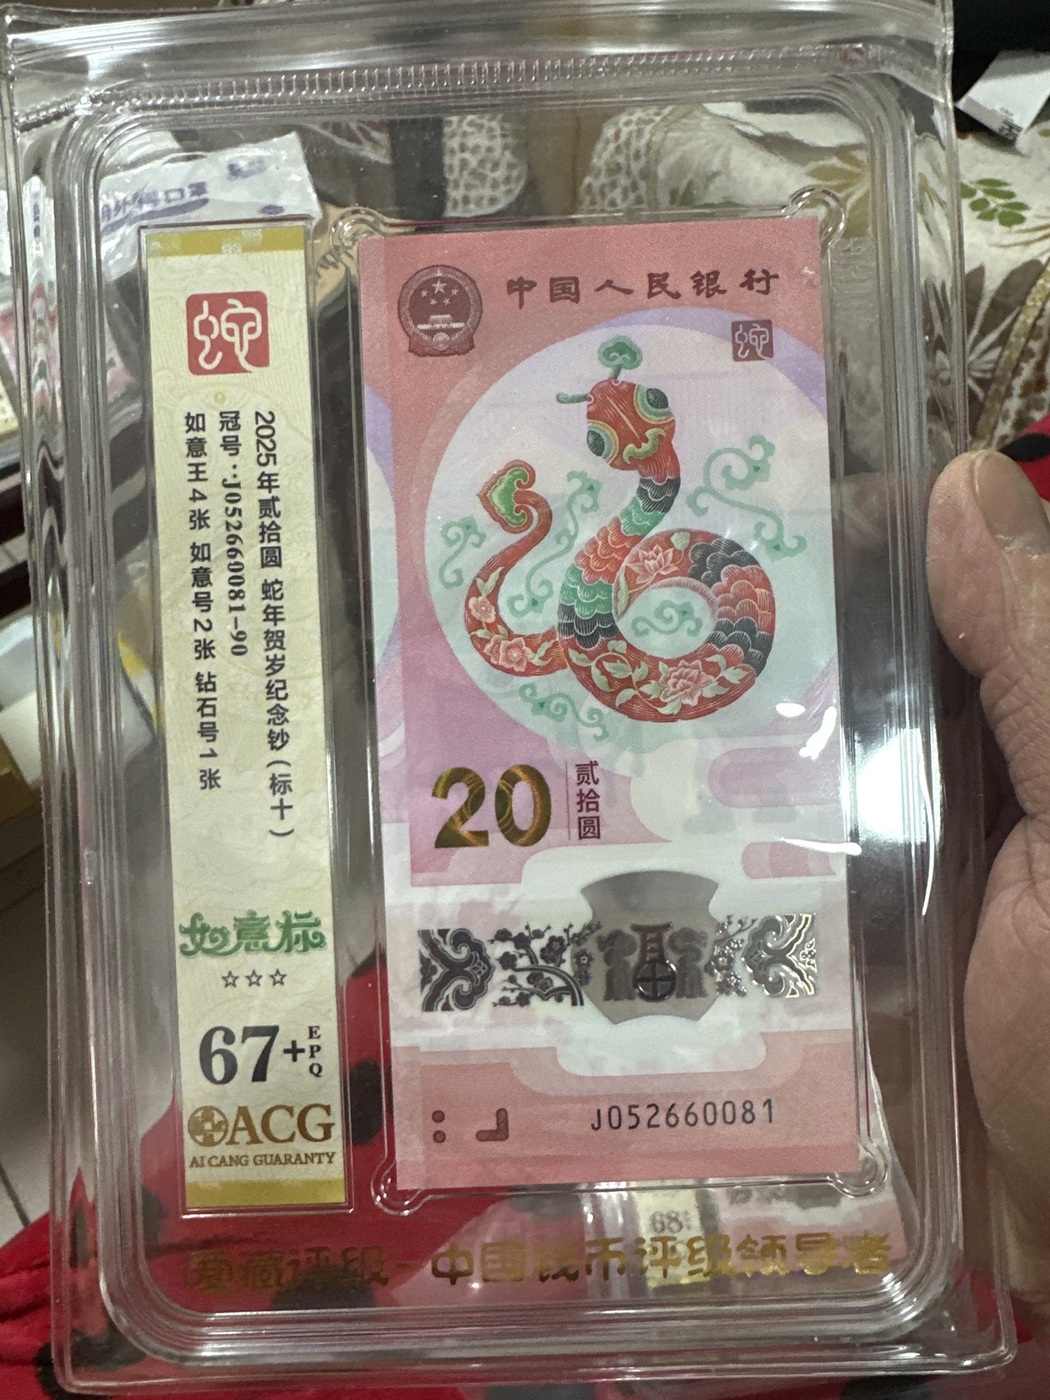 蛇
2025年贰拾圆 蛇年贺岁纪念钞(标十)
冠号:J052660081-90
如意王4张 如意号2张 钻石号1张
如意标
☆☆☆
67+EPQ
ACG
AI CANG GUARANTY
中国人民银行
蛇
20
贰拾圆
福
J052660081
爱藏评级-中国钱币评级领导者